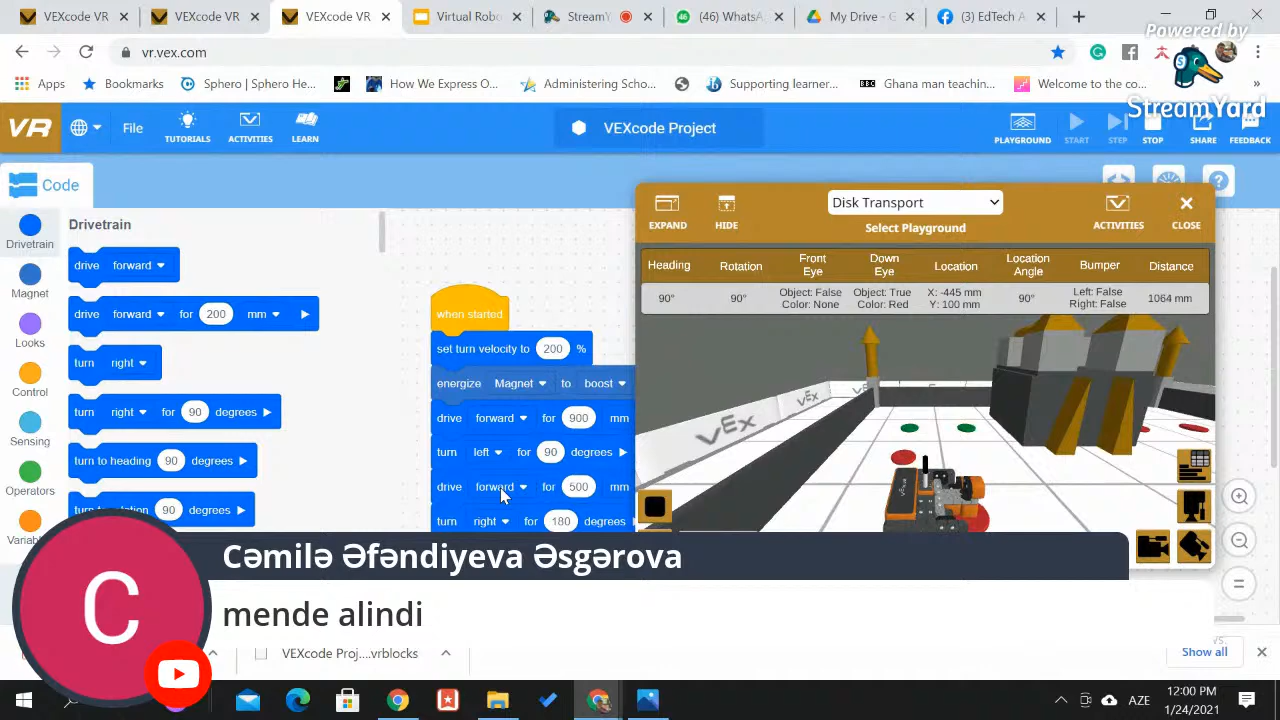 VEXcode VR
VEXcode VR
VEXcode VR
Virtual Robo
StreamY
(46) WhatsA
My Drive - G
(3) EdTech A
Powered by
StreamYard
vr.vex.com
Apps
Bookmarks
Sphero | Sphero He...
How We Express O...
Administering Scho...
Supporting learner...
Ghana man teachin...
Welcome to the co...
VR
File
TUTORIALS
ACTIVITIES
LEARN
VEXcode Project
PLAYGROUND
START
STEP
STOP
SHARE
FEEDBACK
Code
Drivetrain
Magnet
Looks
Control
Sensing
Operators
Variab
Drivetrain
drive forward
drive forward for 200 mm
turn right
turn right for 90 degrees
turn to heading 90 degrees
90 degrees
when started
set turn velocity to 200 %
energize Magnet to boost
drive forward for 900 mm
turn left for 90 degrees
drive forward for 500 mm
turn right for 180 degrees
EXPAND
HIDE
Disk Transport
Select Playground
ACTIVITIES
CLOSE
Heading Rotation Front Eye Down Eye Location Location Angle Bumper Distance
90° 90° Object: False Color: None Object: True Color: Red X: -445 mm Y: 100 mm 90° Left: False Right: False 1064 mm
VEX
VEX
Cəmilə Əfəndiyeva Əsgərova
C
mende alindi
VEXcode Proj....vrblocks
Show all
AZE
12:00 PM
1/24/2021